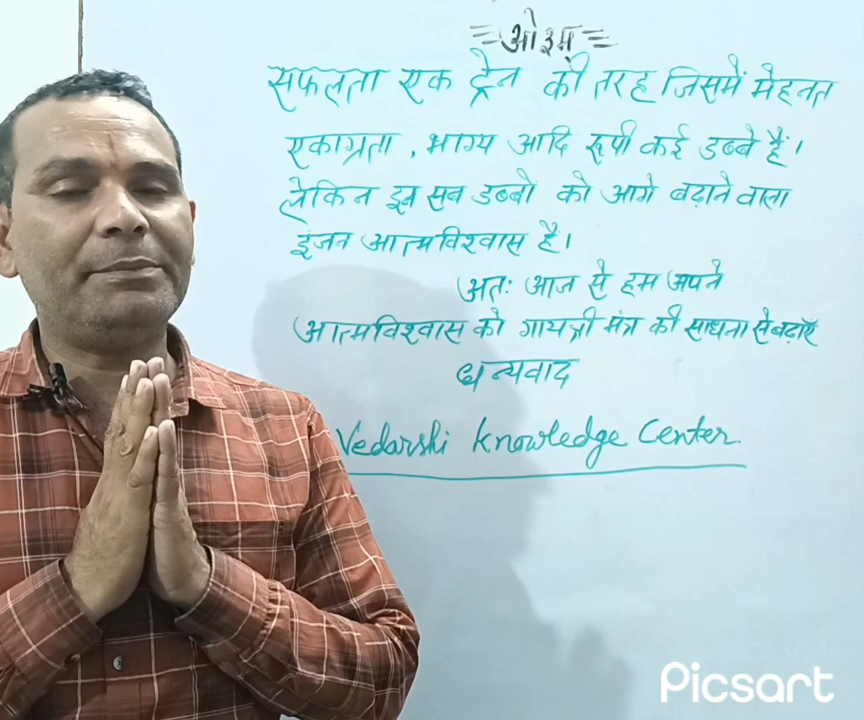 = ओ३म् =
सफलता एक ट्रेन की तरह जिसमें मेहनत
एकाग्रता, भाग्य आदि रूपी कई डब्बे हैं।
लेकिन इन सब डब्बों को आगे बढ़ाने वाला
इंजन आत्मविश्वास है।
अतः आज से हम अपने
आत्मविश्वास को गायत्री मंत्र की साधना से बढ़ाएँ
धन्यवाद
Vedarshi Knowledge Center.
Picsart